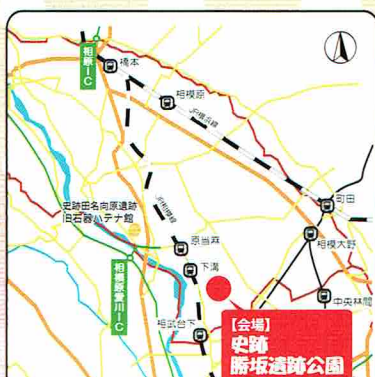 相原IC
橋本
相模原
JR横浜線
JR相模線
町田
史跡田名向原遺跡
旧石器ハテナ館
原当麻
相模大野
下溝
相模原愛川IC
中央林間
相武台下
【会場】
史跡
勝坂遺跡公園